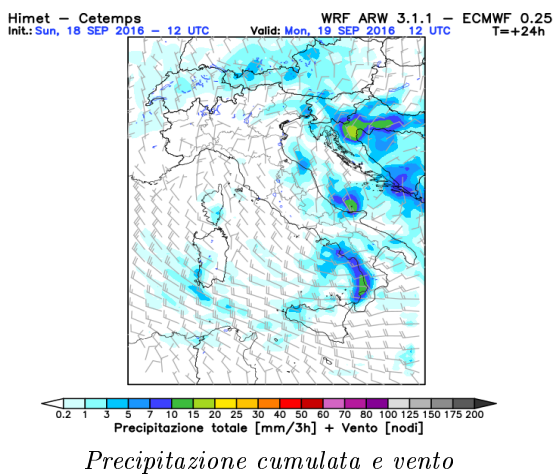 Himet – Cetemps WRF ARW 3.1.1 – ECMWF 0.25
Init.: Sun, 18 SEP 2016 – 12 UTC Valid: Mon, 19 SEP 2016 12 UTC T=+24h
0.2 1 3 5 7 10 15 20 25 30 40 50 60 70 80 100 125 150 175 200
Precipitazione totale [mm/3h] + Vento [nodi]
Precipitazione cumulata e vento